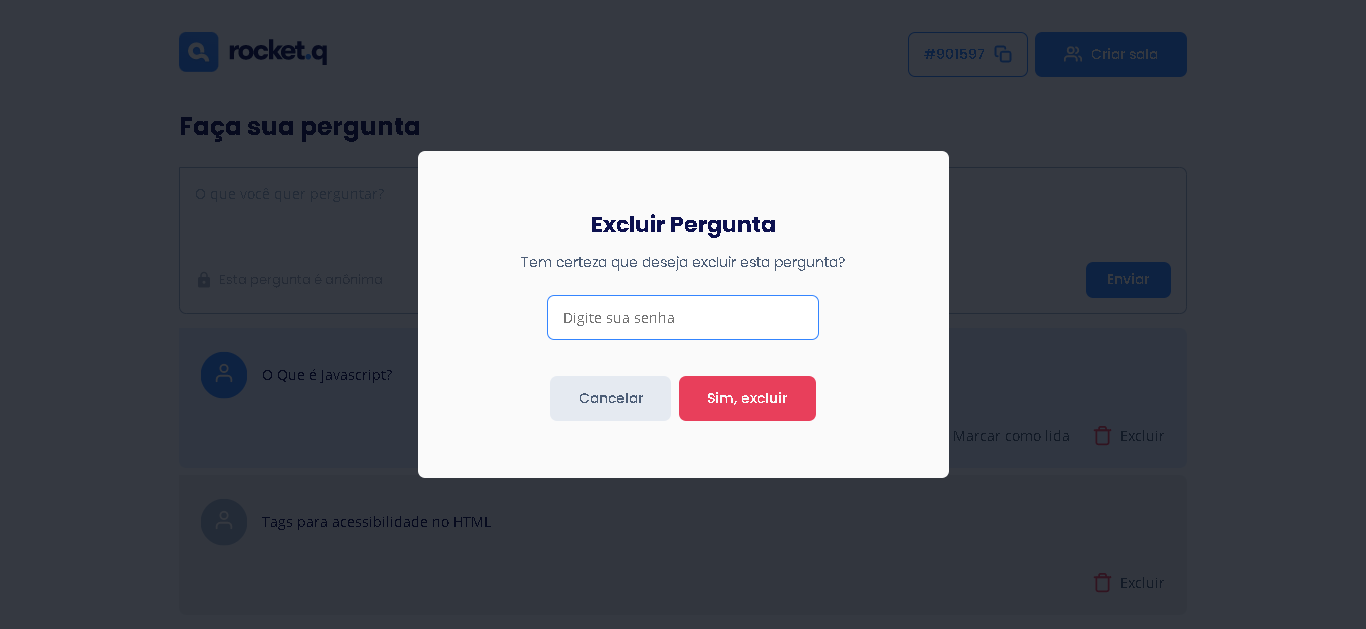 rocket.q
#901597
Criar sala
Faça sua pergunta
O que você quer perguntar?
Esta pergunta é anônima
Enviar
Excluir Pergunta
Tem certeza que deseja excluir esta pergunta?
Digite sua senha
Cancelar
Sim, excluir
O Que é Javascript?
Marcar como lida
Excluir
Tags para acessibilidade no HTML
Excluir